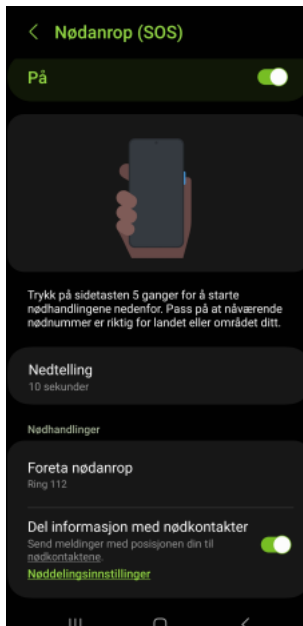 Nødanrop (SOS)
På
Trykk på sidetasten 5 ganger for å starte
nødhandlingene nedenfor. Pass på at nåværende
nødnummer er riktig for landet eller området ditt.
Nedtelling
10 sekunder
Nødhandlinger
Foreta nødanrop
Ring 112
Del informasjon med nødkontakter
Send meldinger med posisjonen din til
nødkontaktene.
Nøddelingsinnstillinger